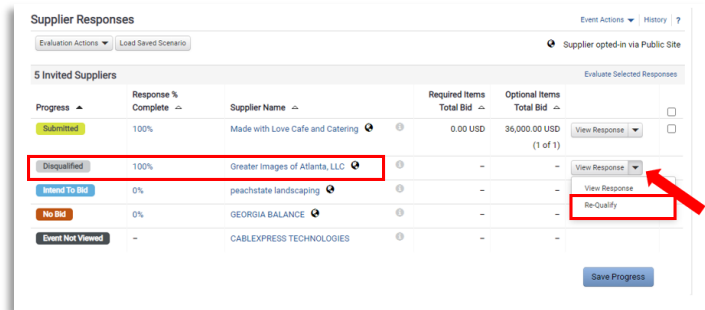 Supplier Responses
Event Actions History ?
Evaluation Actions Load Saved Scenario
Supplier opted-in via Public Site
5 Invited Suppliers
Evaluate Selected Responses
Progress Response % Complete Supplier Name Required Items Total Bid Optional Items Total Bid
Submitted 100% Made with Love Cafe and Catering 0.00 USD 36,000.00 USD View Response
(1 of 1)
Disqualified 100% Greater Images of Atlanta, LLC – – View Response
View Response
Intend To Bid 0% peachstate landscaping – –
Re-Qualify
No Bid 0% GEORGIA BALANCE – –
Event Not Viewed – CABLEXPRESS TECHNOLOGIES – –
Save Progress